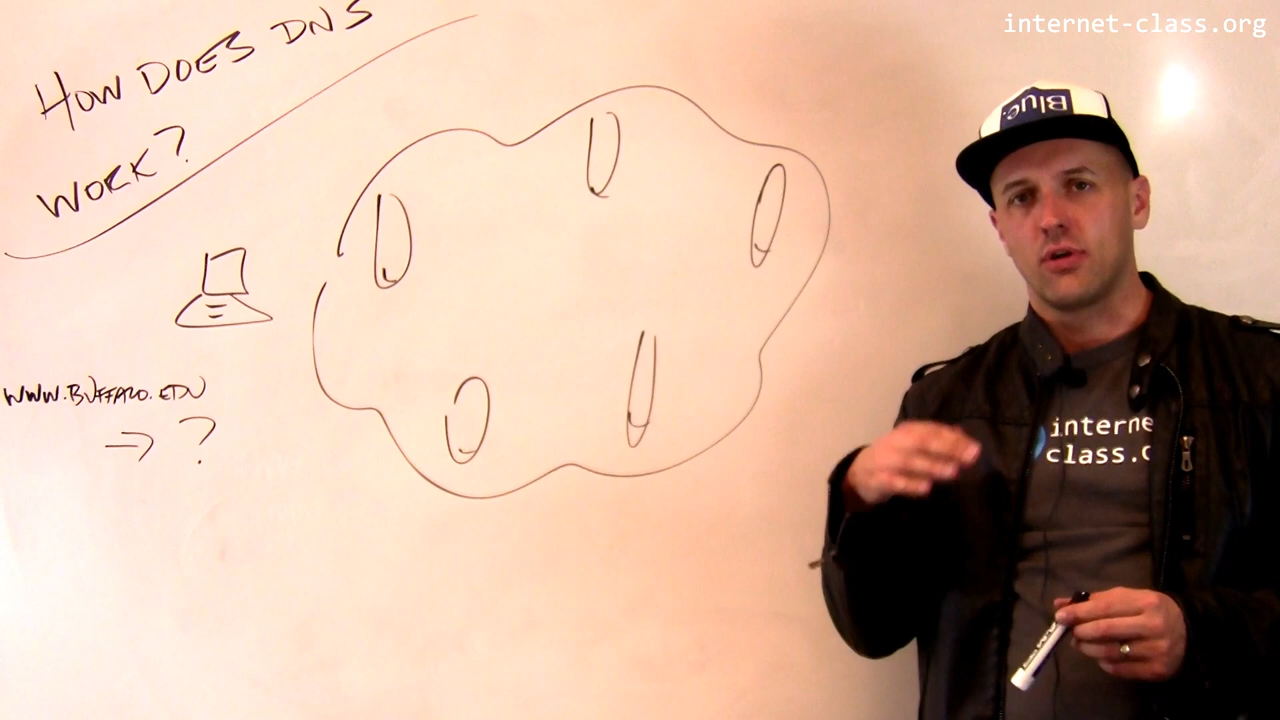 internet-class.org
HOW DOES DNS
WORK?
WWW.BUFFALO.EDU
⇒ ?
Blue.
interne
class.o